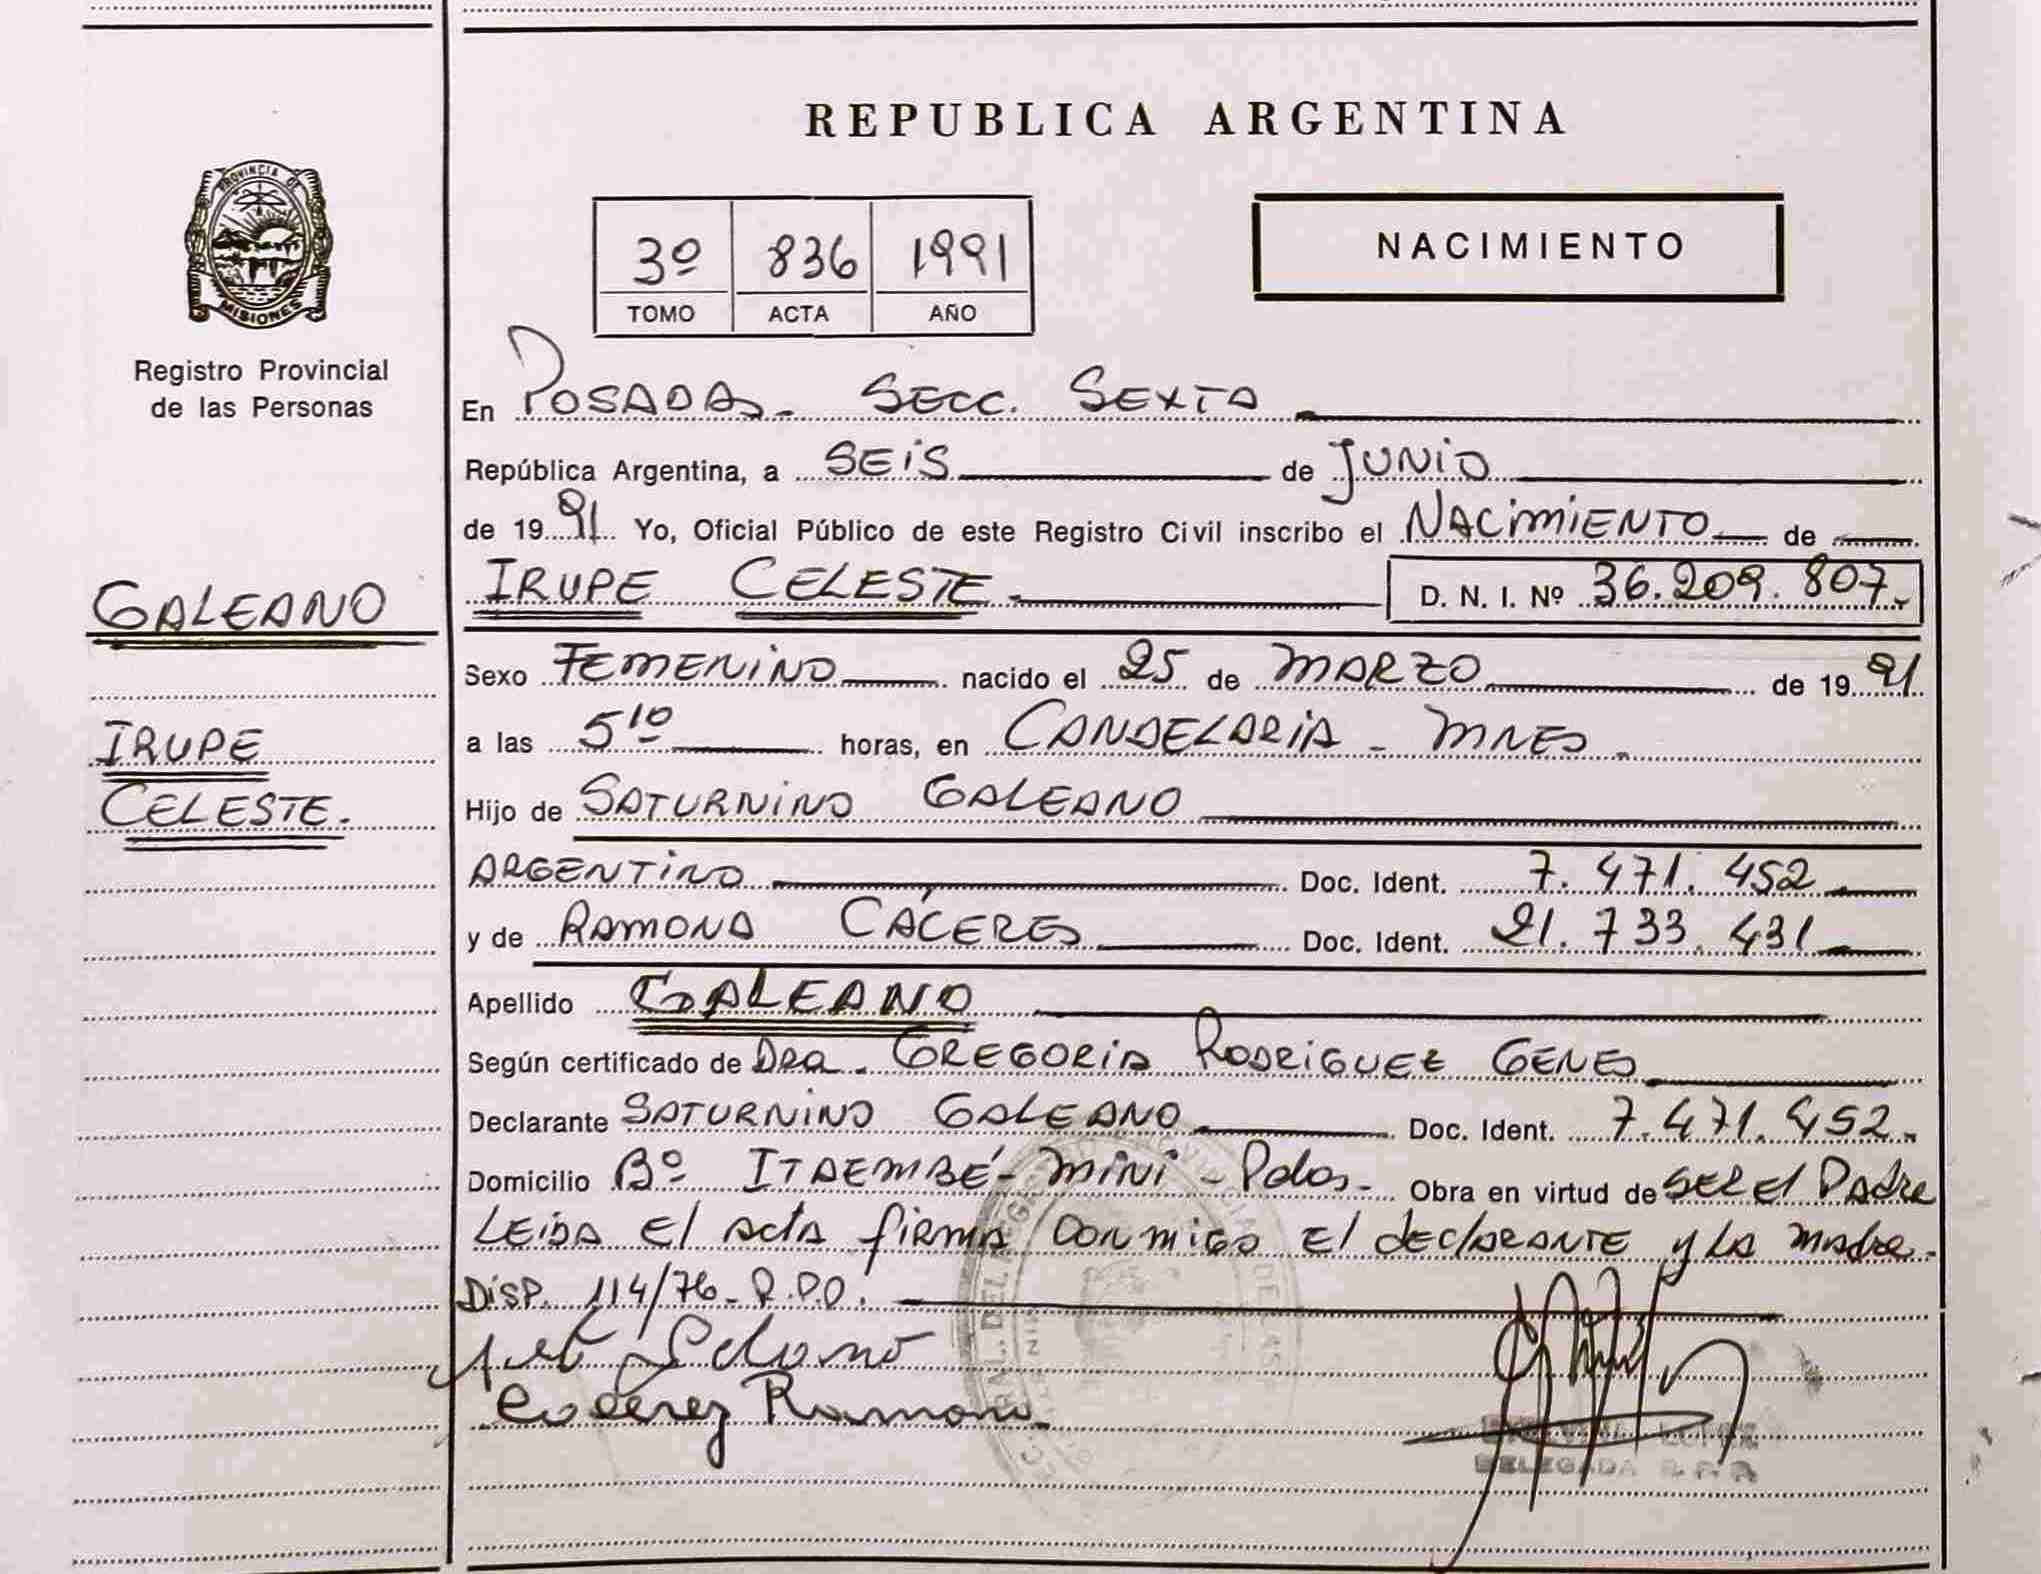 PROVINCIA DE
MISIONES
Registro Provincial
de las Personas
GALEANO
IRUPE
CELESTE.
REPUBLICA ARGENTINA
3º 836 1991
TOMO ACTA AÑO
NACIMIENTO
En POSADAS - SECC. SEXTA
República Argentina, a SEIS de JUNIO
de 1991 Yo, Oficial Público de este Registro Civil inscribo el NACIMIENTO de
IRUPE CELESTE D. N. I. Nº 36.209.807.
Sexo FEMENINO nacido el 25 de MARZO de 1991
a las 5 10 horas, en CANDELARIA - MNES.
Hijo de SATURNINO GALEANO
ARGENTINO Doc. Ident. 7.471.452
y de RAMONA CÁCERES Doc. Ident. 21.733.431
Apellido GALEANO
Según certificado de Dra. GREGORIA RODRIGUEZ GENES
Declarante SATURNINO GALEANO Doc. Ident. 7.471.452.
Domicilio Bº ITAEMBÉ - MINI - Pdas - Obra en virtud de SER El Padre
LEIDA El acta firma conmigo El declarante y la madre.
DISP. 114/76 -
Ramona
DELEGADA